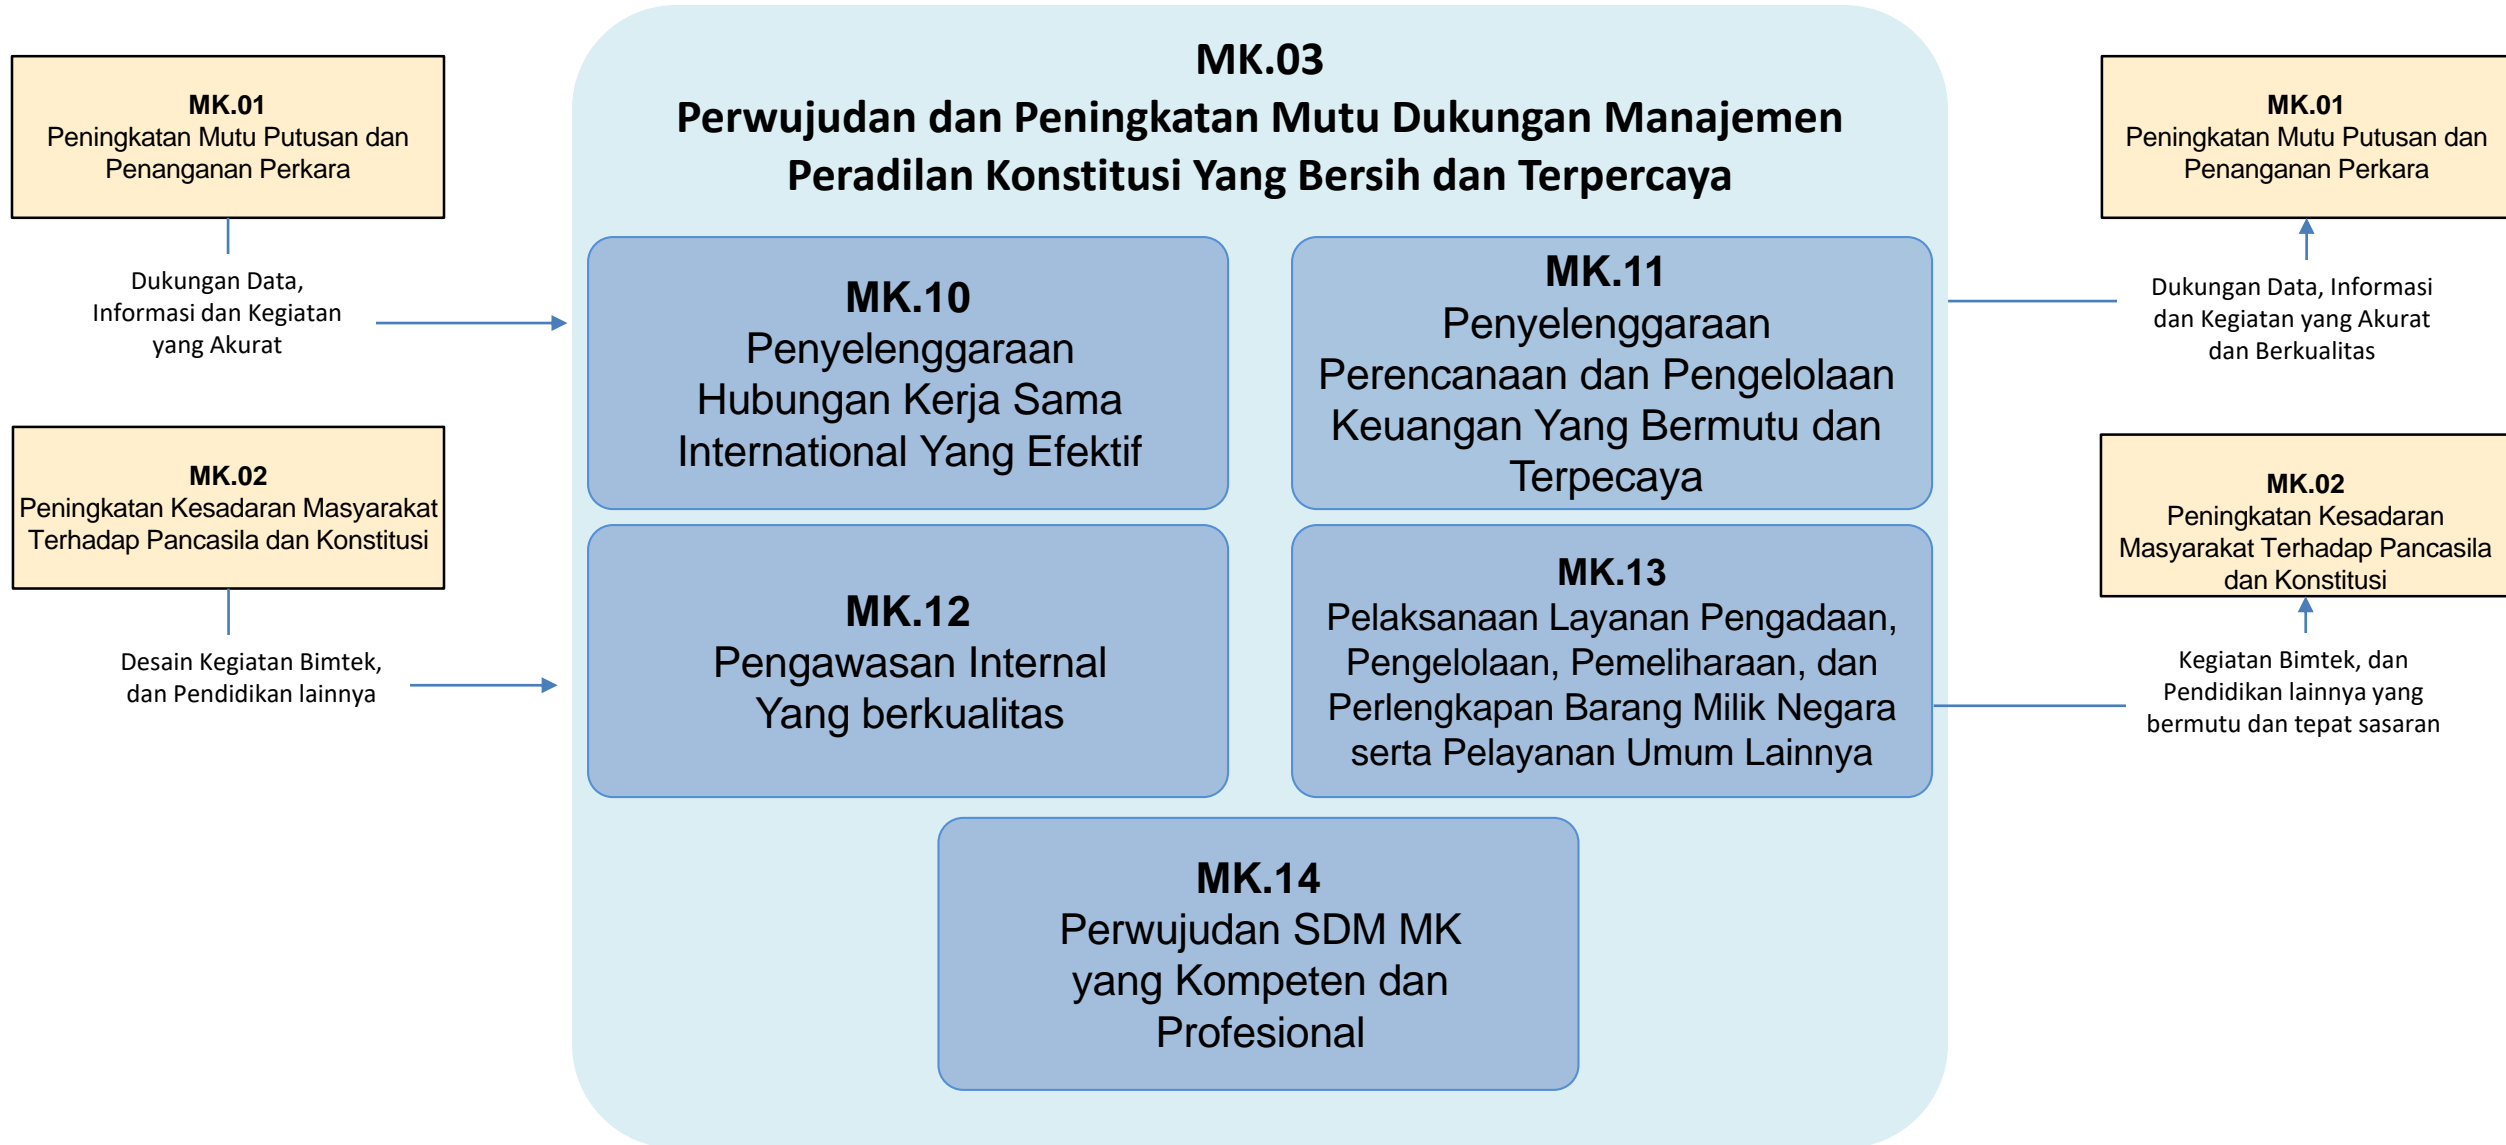 MK.03
Perwujudan dan Peningkatan Mutu Dukungan Manajemen
Peradilan Konstitusi Yang Bersih dan Terpercaya
MK.01
Peningkatan Mutu Putusan dan
Penanganan Perkara
Dukungan Data,
Informasi dan Kegiatan
yang Akurat
MK.02
Peningkatan Kesadaran Masyarakat
Terhadap Pancasila dan Konstitusi
Desain Kegiatan Bimtek,
dan Pendidikan lainnya
MK.10
Penyelenggaraan
Hubungan Kerja Sama
International Yang Efektif
MK.11
Penyelenggaraan
Perencanaan dan Pengelolaan
Keuangan Yang Bermutu dan
Terpecaya
MK.12
Pengawasan Internal
Yang berkualitas
MK.13
Pelaksanaan Layanan Pengadaan,
Pengelolaan, Pemeliharaan, dan
Perlengkapan Barang Milik Negara
serta Pelayanan Umum Lainnya
MK.14
Perwujudan SDM MK
yang Kompeten dan
Profesional
MK.01
Peningkatan Mutu Putusan dan
Penanganan Perkara
Dukungan Data, Informasi
dan Kegiatan yang Akurat
dan Berkualitas
MK.02
Peningkatan Kesadaran
Masyarakat Terhadap Pancasila
dan Konstitusi
Kegiatan Bimtek, dan
Pendidikan lainnya yang
bermutu dan tepat sasaran